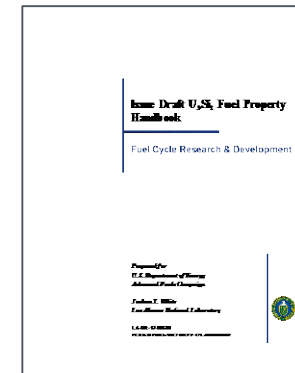 Issue Draft U₃Si₂ Fuel Property
Handbook
Fuel Cycle Research & Development
Prepared for
U.S. Department of Energy
Advanced Fuels Campaign
Joshua T. White
Los Alamos National Laboratory